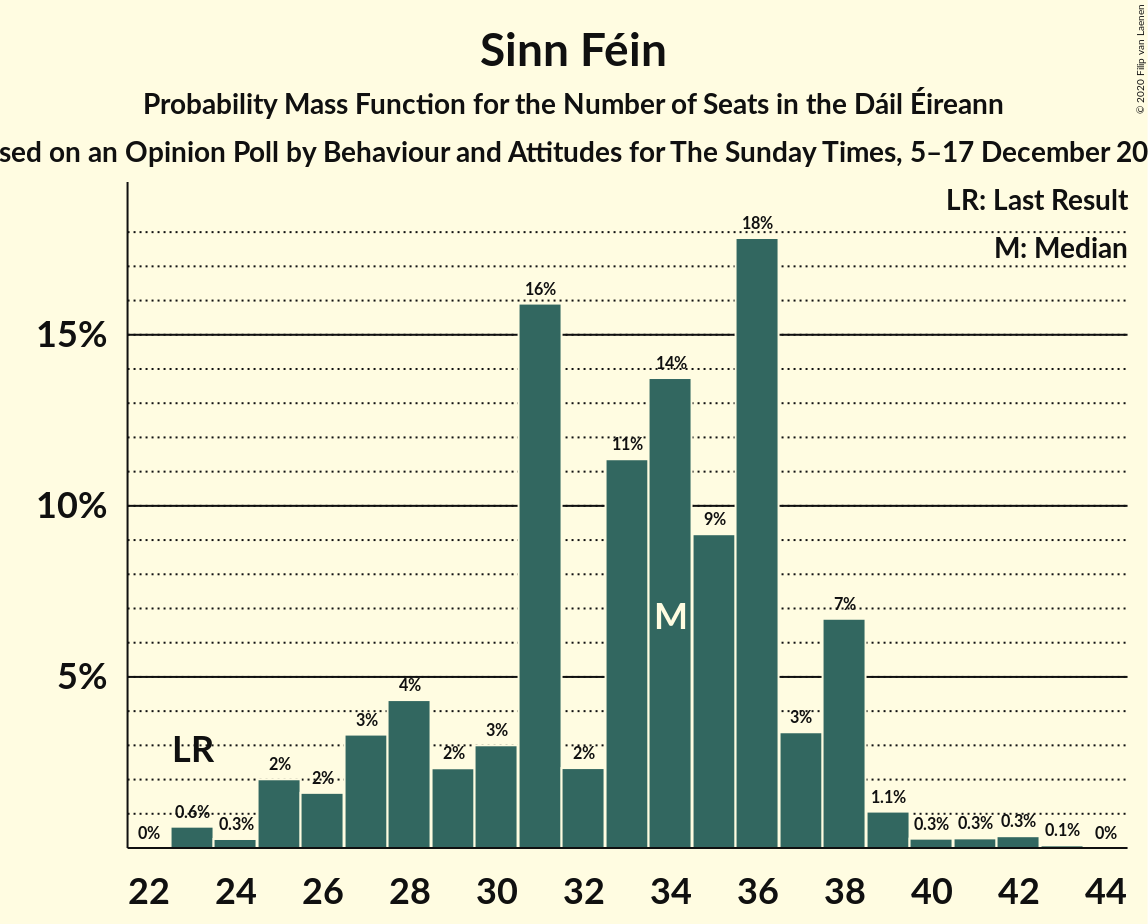 Sinn Féin
Probability Mass Function for the Number of Seats in the Dáil Éireann
sed on an Opinion Poll by Behaviour and Attitudes for The Sunday Times, 5–17 December 20
© 2020 Filip van Laenen
LR: Last Result
M: Median
15%
10%
5%
0%
0.6%
0.3%
2%
2%
3%
4%
2%
3%
16%
2%
11%
14%
9%
18%
3%
7%
1.1%
0.3%
0.3%
0.3%
0.1%
0%
LR
M
22 24 26 28 30 32 34 36 38 40 42 44